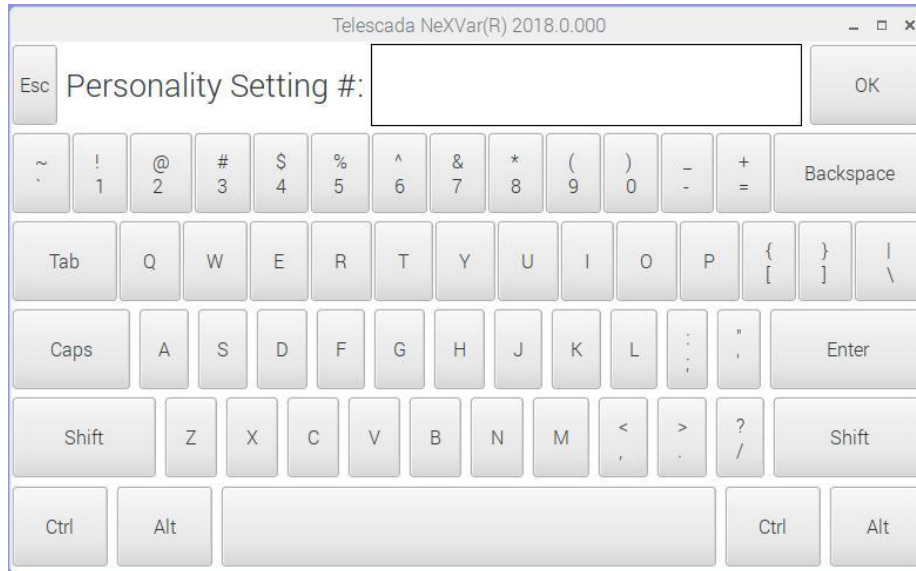 Telescada NeXVar(R) 2018.0.000
Esc Personality Setting #: OK
~ ! @ # $ % ^ & * ( ) _ +
` 1 2 3 4 5 6 7 8 9 0 - = Backspace
Tab Q W E R T Y U I O P { } |
[ ] \
Caps A S D F G H J K L : " Enter
; '
Shift Z X C V B N M < > ? Shift
, . /
Ctrl Alt Ctrl Alt